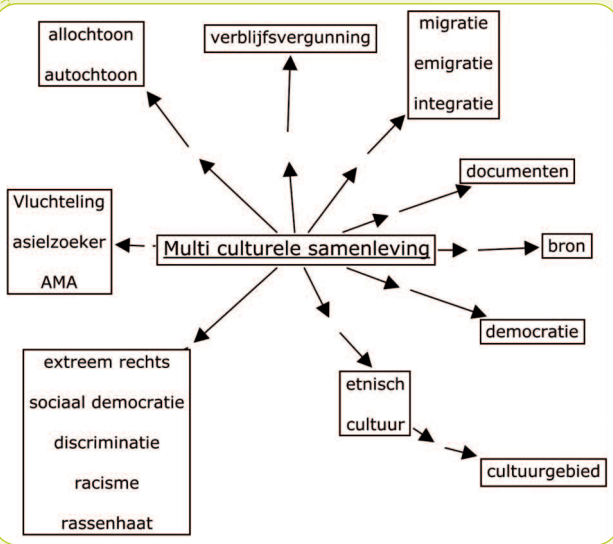 allochtoon
autochtoon
verblijfsvergunning
migratie
emigratie
integratie
documenten
Vluchteling
asielzoeker
AMA
Multi culturele samenleving
bron
democratie
extreem rechts
sociaal democratie
discriminatie
racisme
rassenhaat
etnisch
cultuur
cultuurgebied